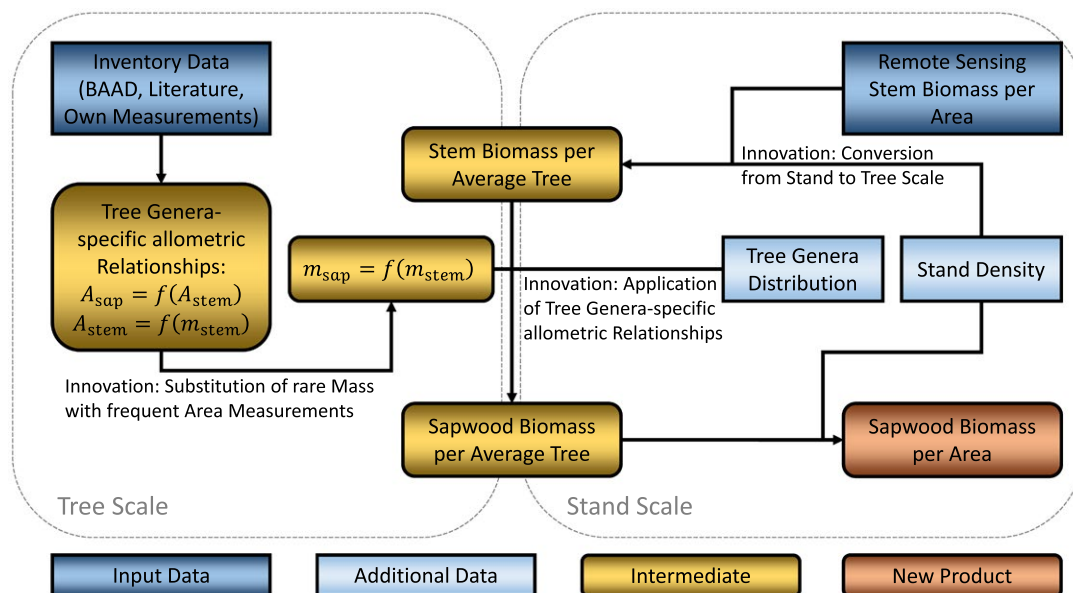 Inventory Data
(BAAD, Literature,
Own Measurements)
Remote Sensing
Stem Biomass per
Area
Stem Biomass per
Average Tree
Innovation: Conversion
from Stand to Tree Scale
Tree Genera-
specific allometric
Relationships:
A_sap = f(A_stem)
A_stem = f(m_stem)
m_sap = f(m_stem)
Tree Genera
Distribution
Stand Density
Innovation: Application
of Tree Genera-specific
allometric Relationships
Innovation: Substitution of rare Mass
with frequent Area Measurements
Sapwood Biomass
per Average Tree
Sapwood Biomass
per Area
Tree Scale
Stand Scale
Input Data
Additional Data
Intermediate
New Product